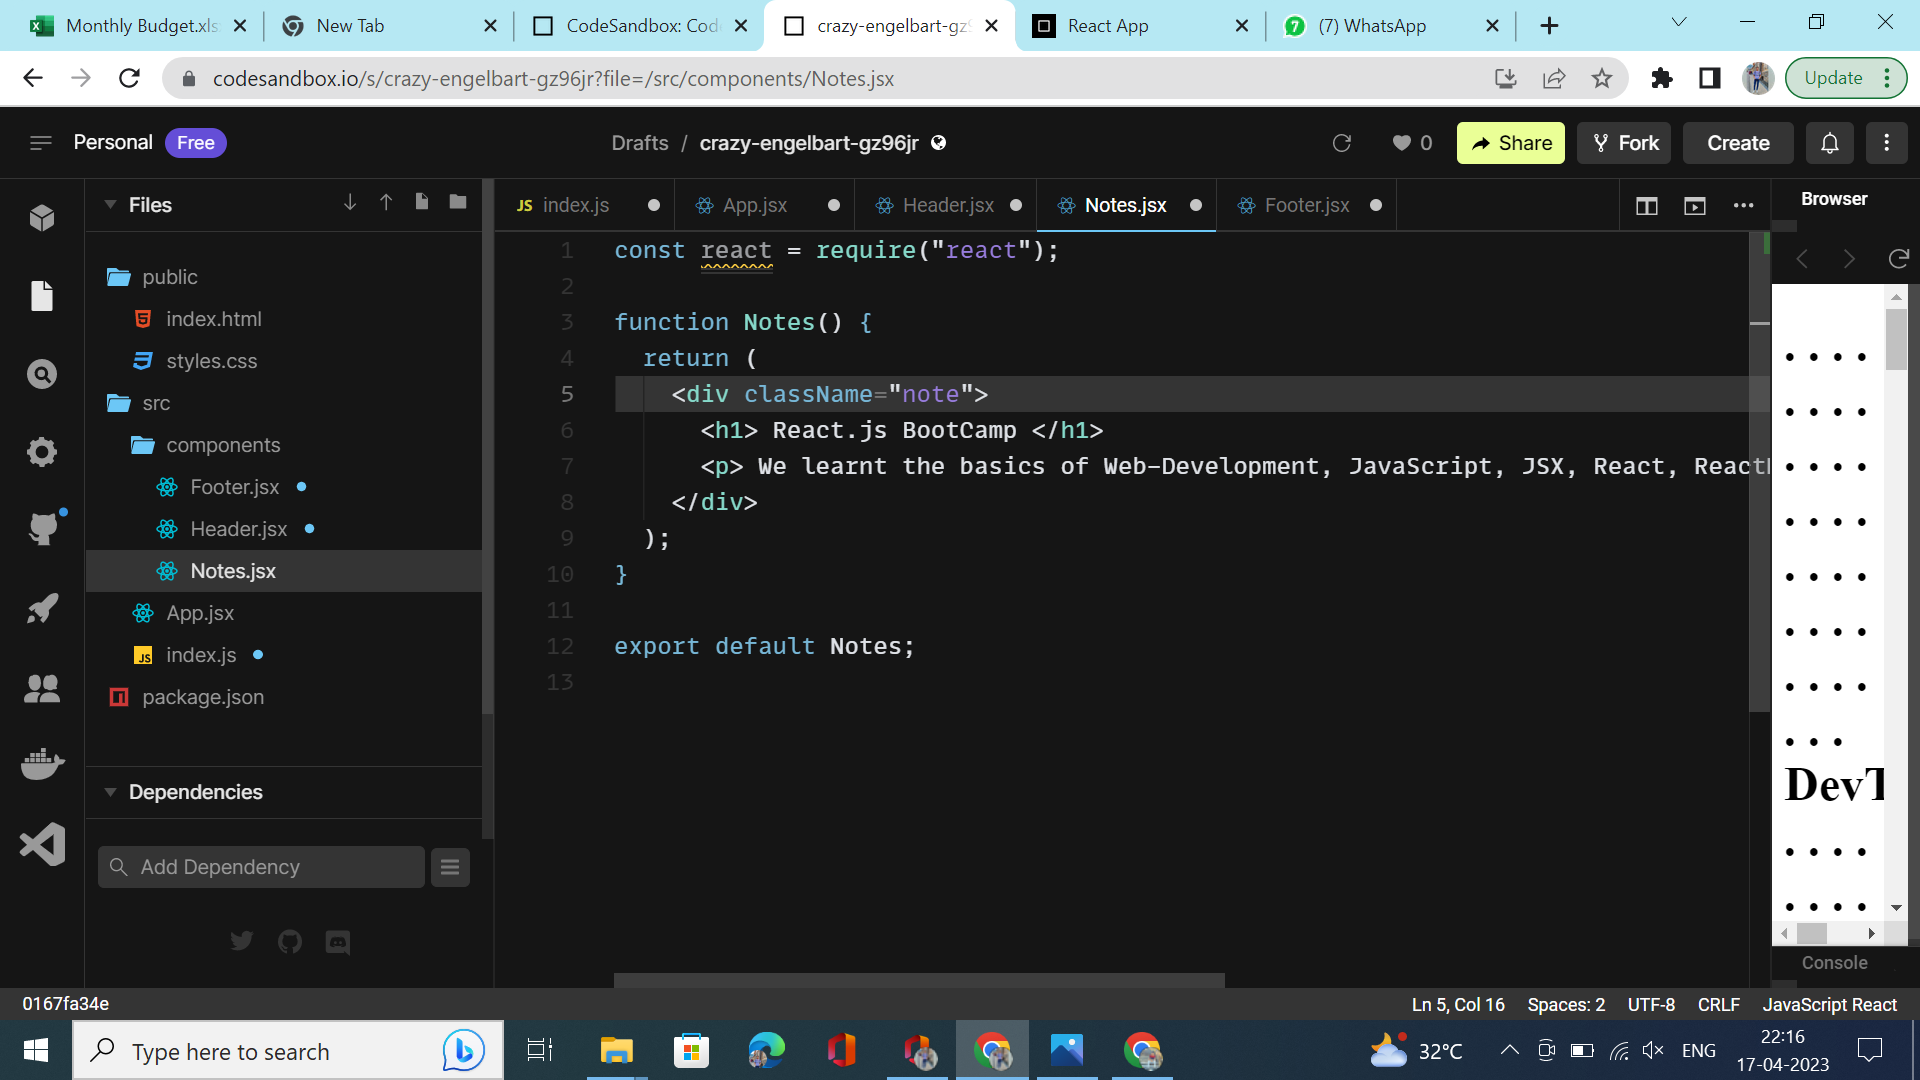 Monthly Budget.xls
New Tab
CodeSandbox: Cod
crazy-engelbart-gz9
React App
(7) WhatsApp
codesandbox.io/s/crazy-engelbart-gz96jr?file=/src/components/Notes.jsx
Update
Personal Free
Drafts / crazy-engelbart-gz96jr
0
Share
Fork
Create
Files
public
index.html
styles.css
src
components
Footer.jsx
Header.jsx
Notes.jsx
App.jsx
index.js
package.json
Dependencies
Add Dependency
JS index.js
App.jsx
Header.jsx
Notes.jsx
Footer.jsx
1 const react = require("react");
2
3 function Notes() {
4 return (
5 <div className="note">
6 <h1> React.js BootCamp </h1>
7 <p> We learnt the basics of Web-Development, JavaScript, JSX, React, React
8 </div>
9 );
10 }
11
12 export default Notes;
13
Browser
DevT
Console
0167fa34e
Ln 5, Col 16 Spaces: 2 UTF-8 CRLF JavaScript React
Type here to search
32°C
ENG
22:16
17-04-2023